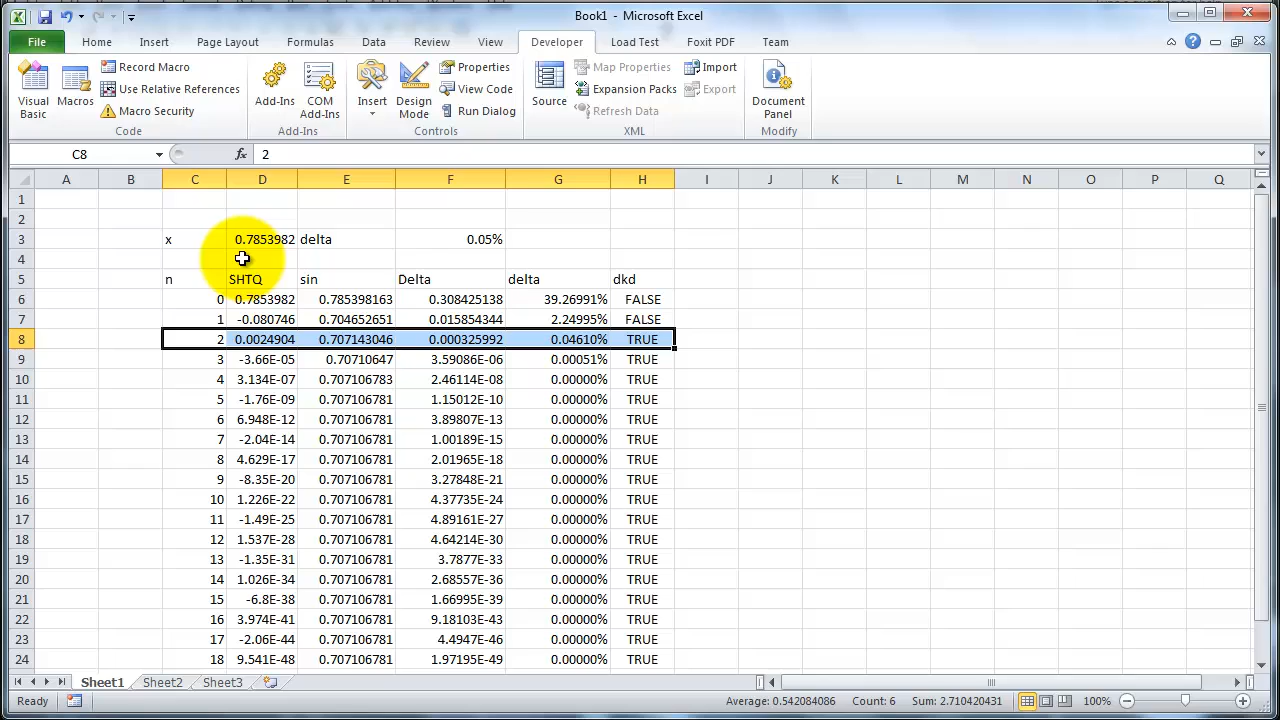 Book1 - Microsoft Excel
File Home Insert Page Layout Formulas Data Review View Developer Load Test Foxit PDF Team
Visual Basic
Macros
Record Macro
Use Relative References
Macro Security
Code
Add-Ins
COM Add-Ins
Add-Ins
Insert
Design Mode
Properties
View Code
Run Dialog
Controls
Source
Map Properties
Expansion Packs
Refresh Data
Import
Export
XML
Document Panel
Modify
C8 fx 2
A B C D E F G H I J K L M N O P Q
1
2
3 x 0.7853982 delta 0.05%
4
5 n SHTQ sin Delta delta dkd
6 0 0.7853982 0.785398163 0.308425138 39.26991% FALSE
7 1 -0.080746 0.704652651 0.015854344 2.24995% FALSE
8 2 0.0024904 0.707143046 0.000325992 0.04610% TRUE
9 3 -3.66E-05 0.70710647 3.59086E-06 0.00051% TRUE
10 4 3.134E-07 0.707106783 2.46114E-08 0.00000% TRUE
11 5 -1.76E-09 0.707106781 1.15012E-10 0.00000% TRUE
12 6 6.948E-12 0.707106781 3.89807E-13 0.00000% TRUE
13 7 -2.04E-14 0.707106781 1.00189E-15 0.00000% TRUE
14 8 4.629E-17 0.707106781 2.01965E-18 0.00000% TRUE
15 9 -8.35E-20 0.707106781 3.27848E-21 0.00000% TRUE
16 10 1.226E-22 0.707106781 4.37735E-24 0.00000% TRUE
17 11 -1.49E-25 0.707106781 4.89161E-27 0.00000% TRUE
18 12 1.537E-28 0.707106781 4.64214E-30 0.00000% TRUE
19 13 -1.35E-31 0.707106781 3.7877E-33 0.00000% TRUE
20 14 1.026E-34 0.707106781 2.68557E-36 0.00000% TRUE
21 15 -6.8E-38 0.707106781 1.66995E-39 0.00000% TRUE
22 16 3.974E-41 0.707106781 9.18103E-43 0.00000% TRUE
23 17 -2.06E-44 0.707106781 4.4947E-46 0.00000% TRUE
24 18 9.541E-48 0.707106781 1.97195E-49 0.00000% TRUE
Sheet1 Sheet2 Sheet3
Ready Average: 0.542084086 Count: 6 Sum: 2.710420431 100%